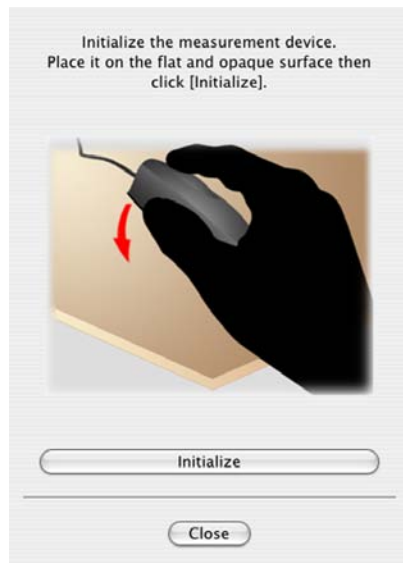 Initialize the measurement device.
Place it on the flat and opaque surface then
click [Initialize].
Initialize
Close